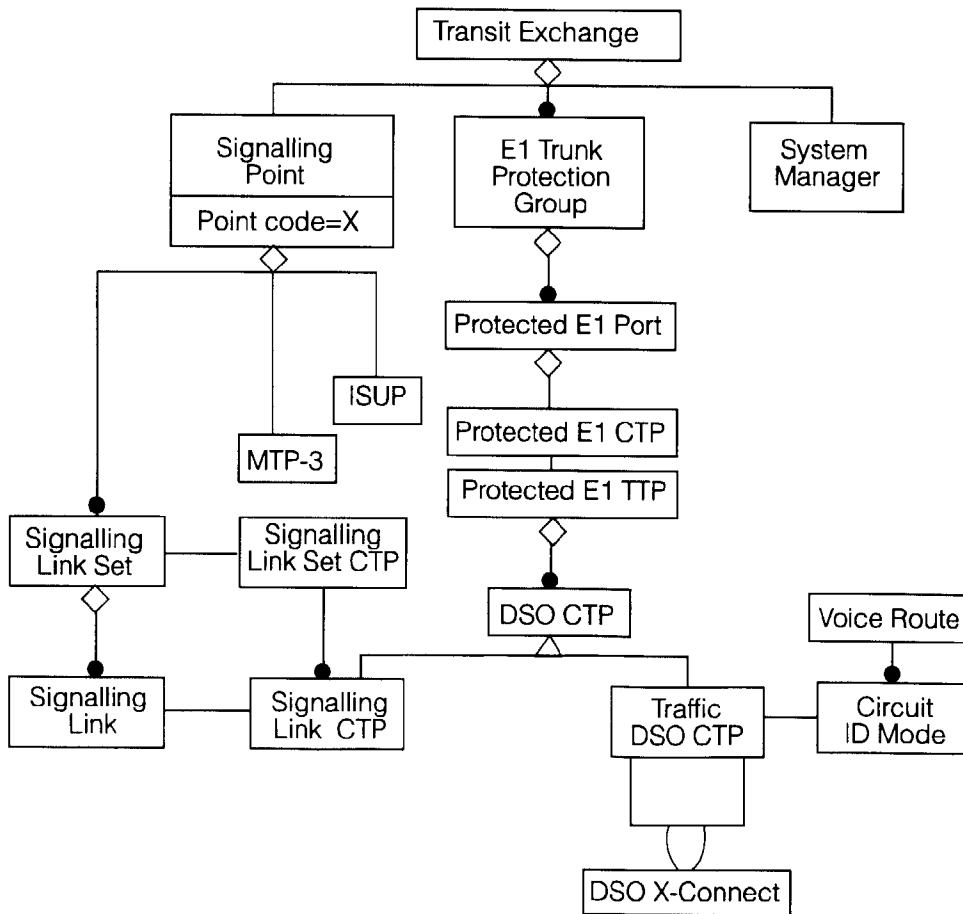 Transit Exchange
Signalling
Point
Point code=X
E1 Trunk
Protection
Group
System
Manager
Protected E1 Port
ISUP
MTP-3
Protected E1 CTP
Protected E1 TTP
Signalling
Link Set
Signalling
Link Set CTP
DSO CTP
Voice Route
Signalling
Link
Signalling
Link CTP
Traffic
DSO CTP
Circuit
ID Mode
DSO X-Connect